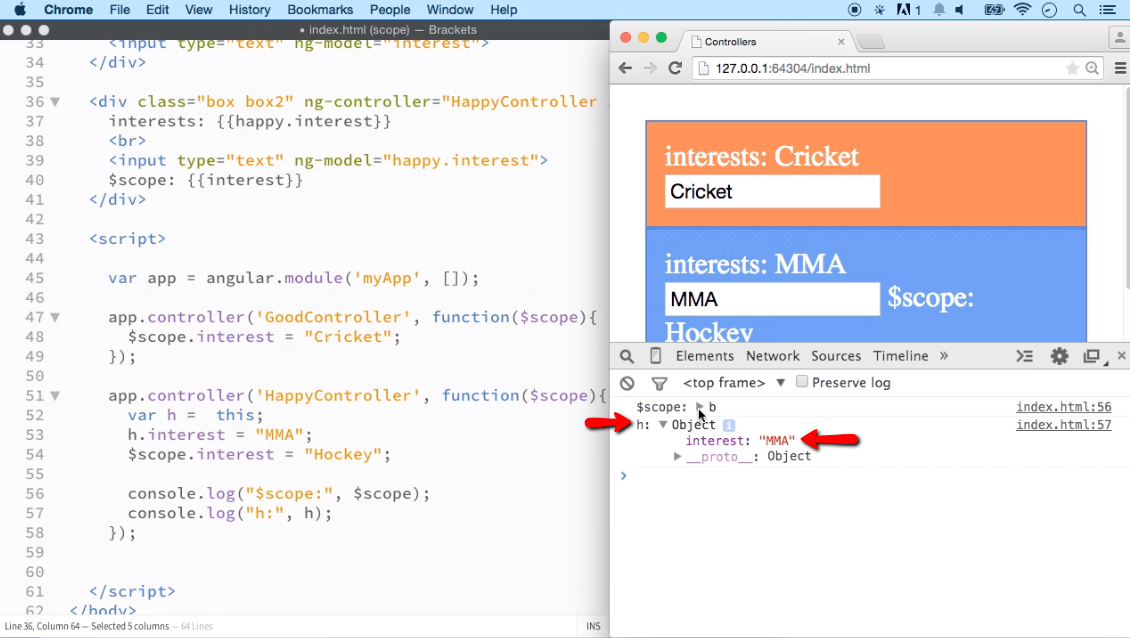 Chrome File Edit View History Bookmarks People Window Help 1
• index.html (scope) — Brackets
33 <input type="text" ng-model="interest">
34 </div>
35
36 <div class="box box2" ng-controller="HappyController
37 interests: {{happy.interest}}
38 <br>
39 <input type="text" ng-model="happy.interest">
40 $scope: {{interest}}
41 </div>
42
43 <script>
44
45 var app = angular.module('myApp', []);
46
47 app.controller('GoodController', function($scope){
48 $scope.interest = "Cricket";
49 });
50
51 app.controller('HappyController', function($scope){
52 var h =  this;
53 h.interest = "MMA";
54 $scope.interest = "Hockey";
55
56 console.log("$scope:", $scope);
57 console.log("h:", h);
58 });
59
60
61 </script>
62 </body>
Line 36, Column 64 — Selected 5 columns — 64 Lines
INS
Controllers
127.0.0.1:64304/index.html
interests: Cricket
Cricket
interests: MMA
MMA $scope:
Hockey
Elements Network Sources Timeline »
<top frame> ▼ Preserve log
$scope: ▶ b index.html:56
h: ▼ Object i index.html:57
interest: "MMA"
▶ __proto__: Object